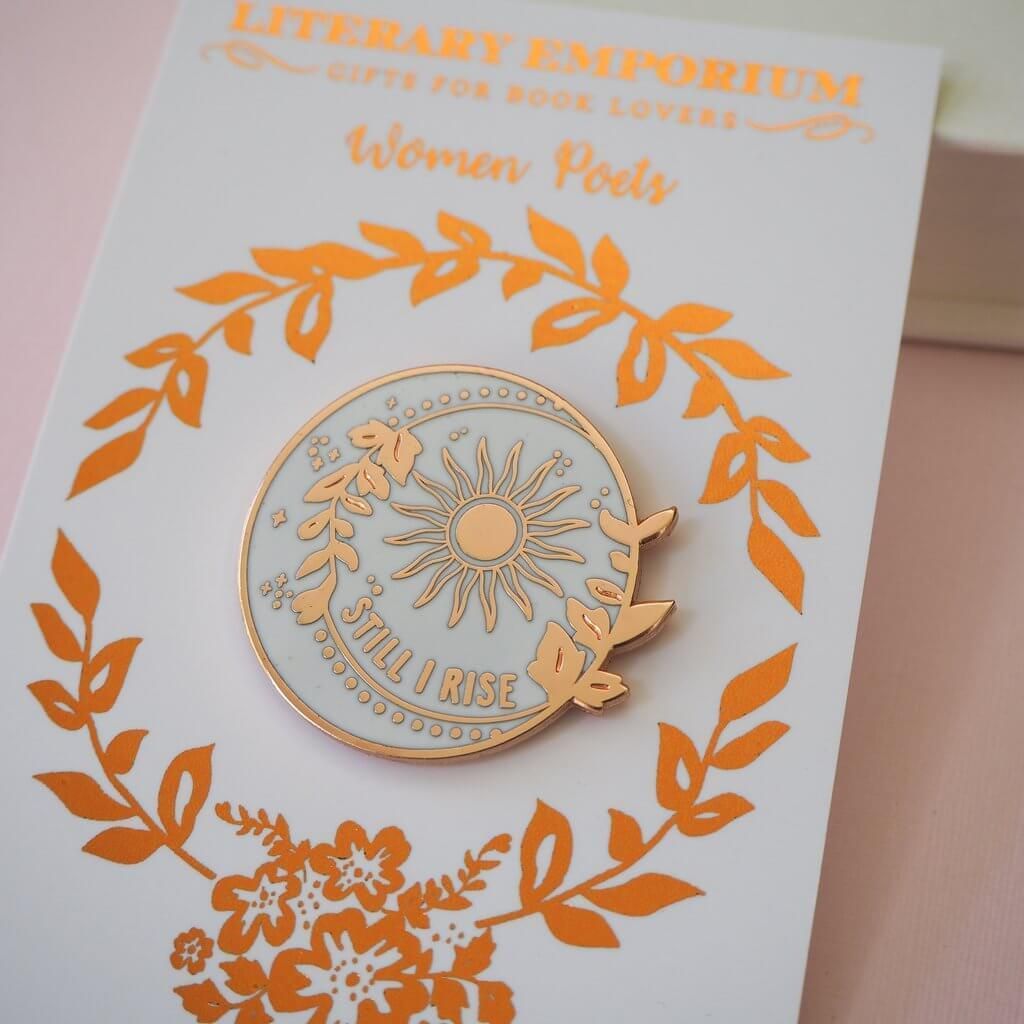 LITERARY EMPORIUM
GIFTS FOR BOOK LOVERS
Women Poets
STILL I RISE